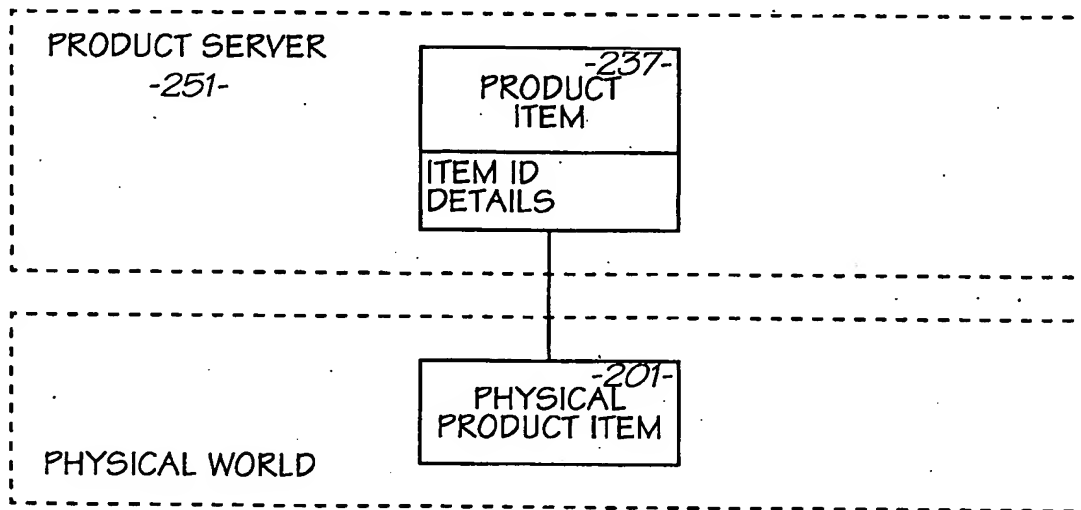 PRODUCT SERVER
-251-
-237-
PRODUCT
ITEM
ITEM ID
DETAILS
-201-
PHYSICAL
PRODUCT ITEM
PHYSICAL WORLD